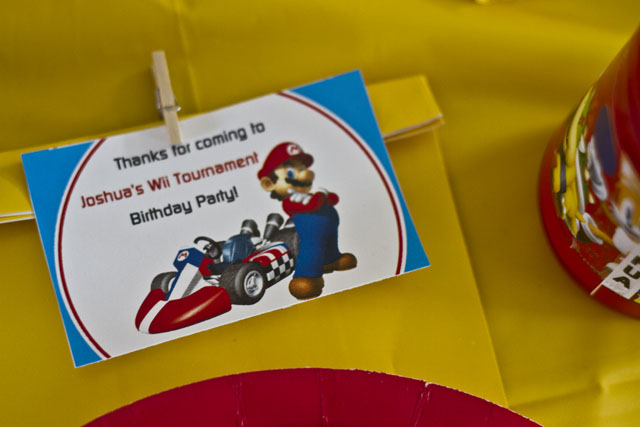 Thanks for coming to
Joshua's Wii Tournament
Birthday Party!